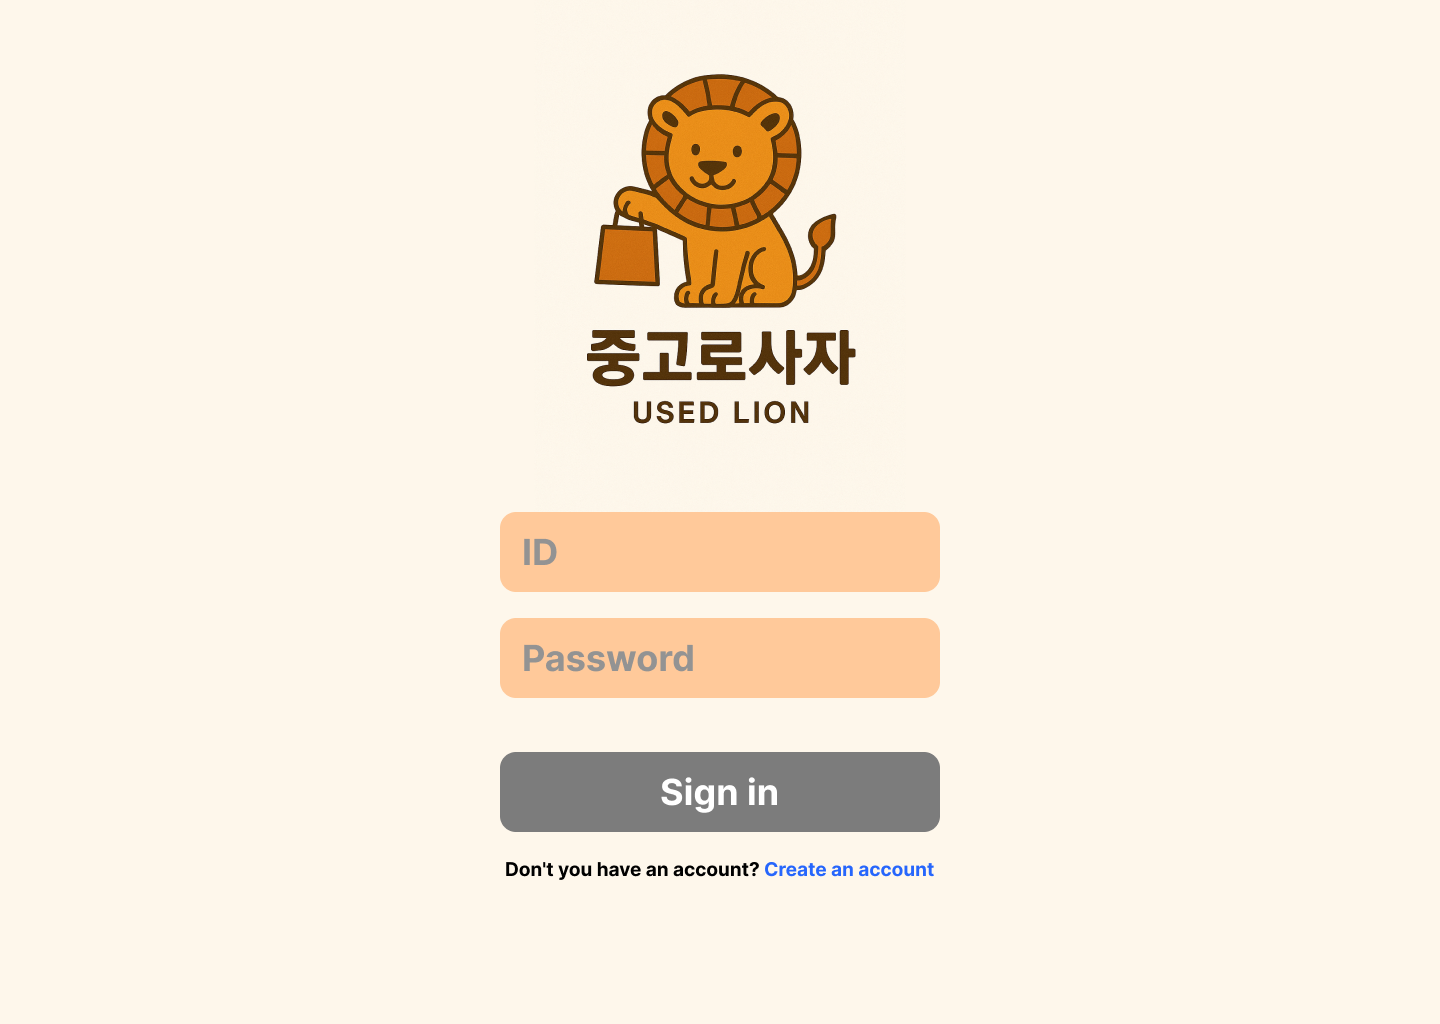 중고로사자
USED LION
ID
Password
Sign in
Don't you have an account? Create an account